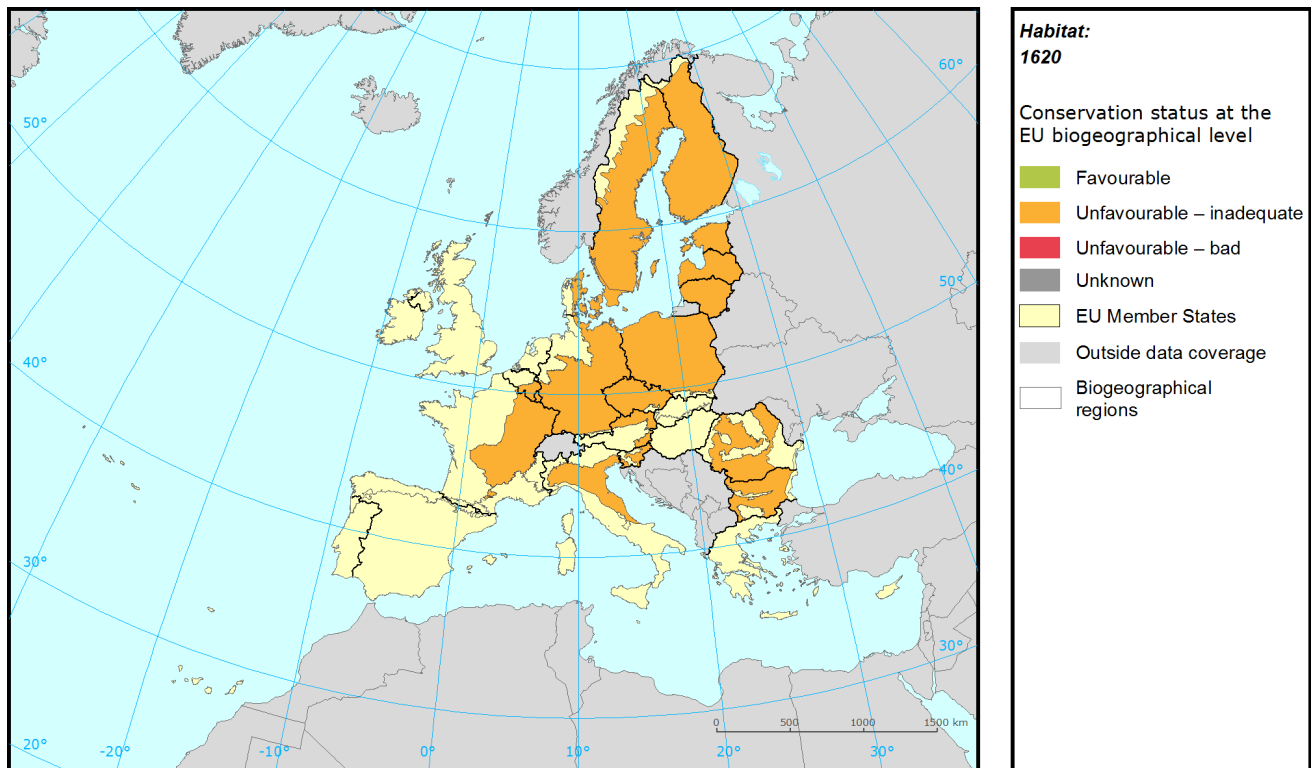 Habitat:
1620
Conservation status at the
EU biogeographical level
Favourable
Unfavourable – inadequate
Unfavourable – bad
Unknown
EU Member States
Outside data coverage
Biogeographical
regions
60°
50°
50°
40°
40°
30°
30°
0 500 1000 1500 km
20° -20° -10° 0° 10° 20° 30°